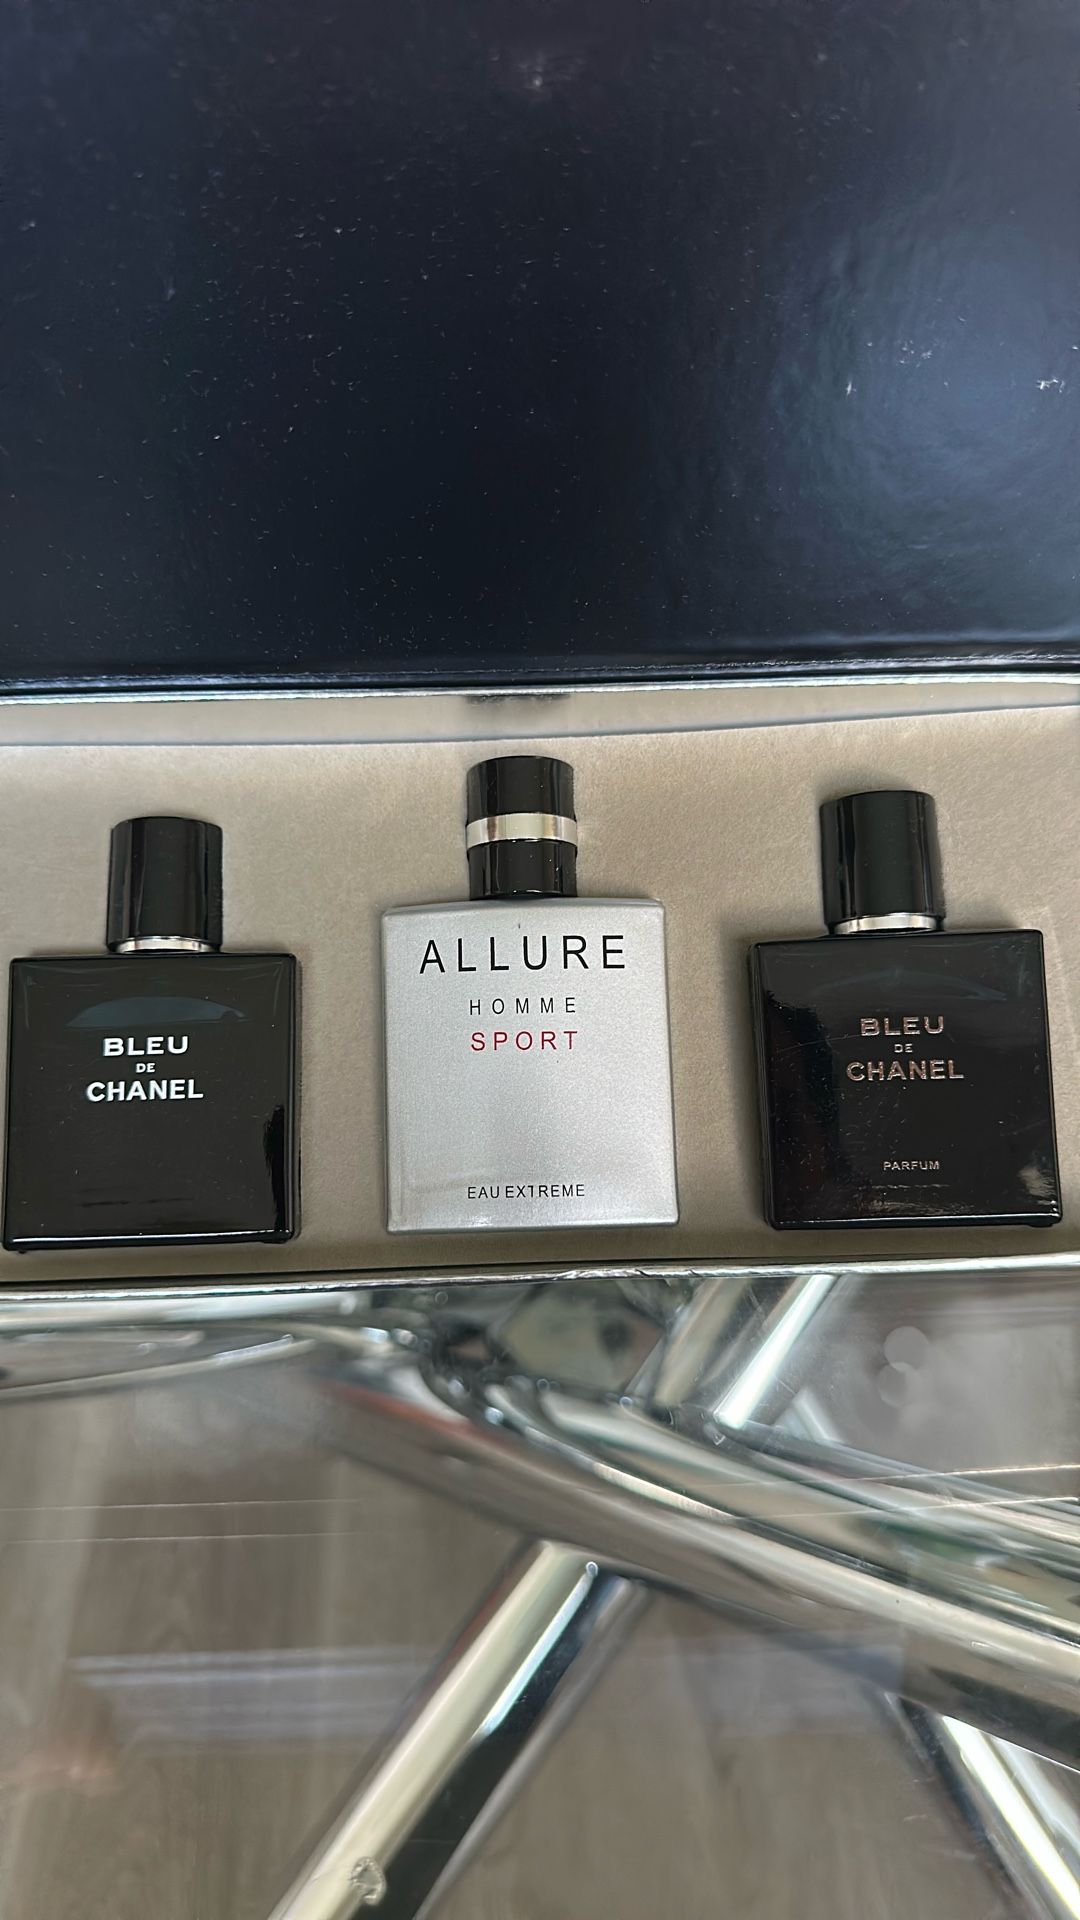 BLEU
DE
CHANEL
ALLURE
HOMME
SPORT
EAU EXTREME
BLEU
DE
CHANEL
PARFUM